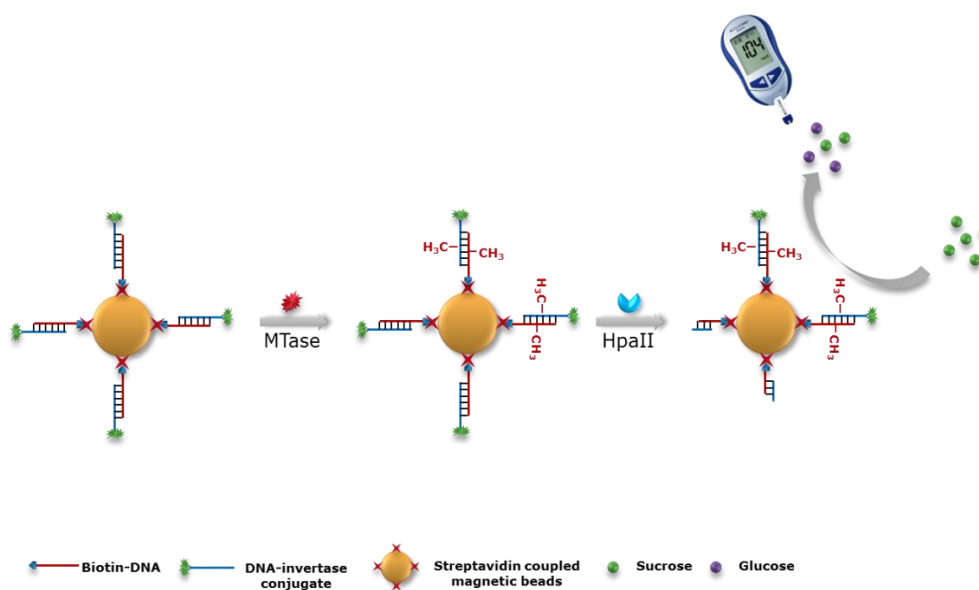 104
H₃C
CH₃
H₃C
CH₃
H₃C
CH₃
H₃C
CH₃
MTase
HpaII
Biotin-DNA
DNA-invertase
conjugate
Streptavidin coupled
magnetic beads
Sucrose
Glucose